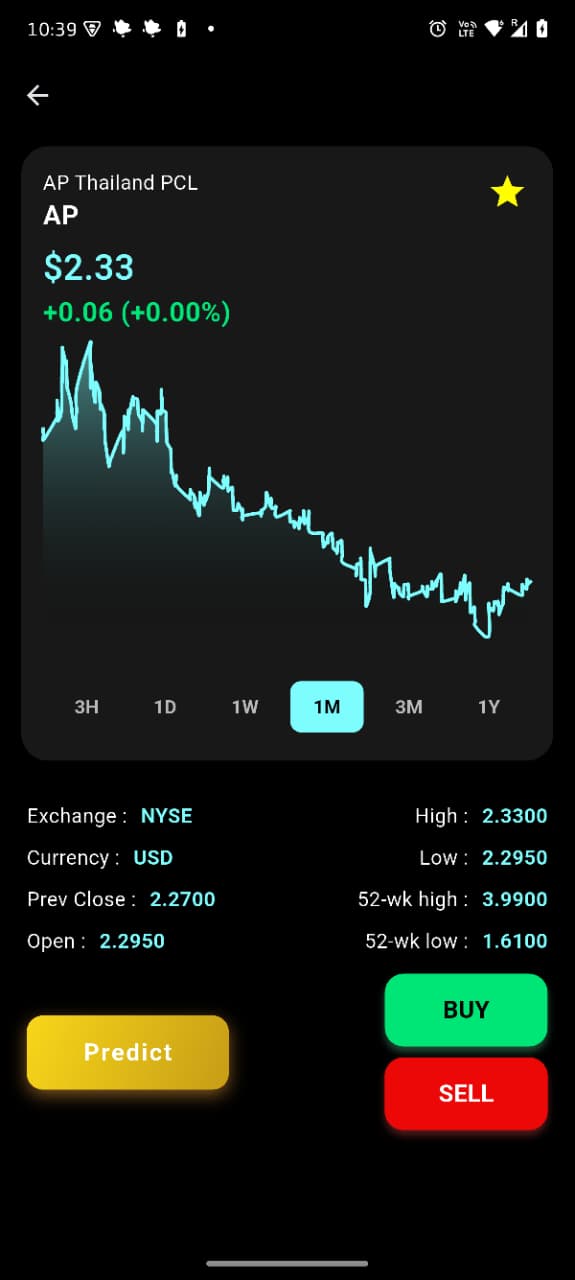 10:39
Vo)) LTE
R
AP Thailand PCL
AP
$2.33
+0.06 (+0.00%)
3H 1D 1W 1M 3M 1Y
Exchange : NYSE High : 2.3300
Currency : USD Low : 2.2950
Prev Close : 2.2700 52-wk high : 3.9900
Open : 2.2950 52-wk low : 1.6100
BUY
Predict
SELL